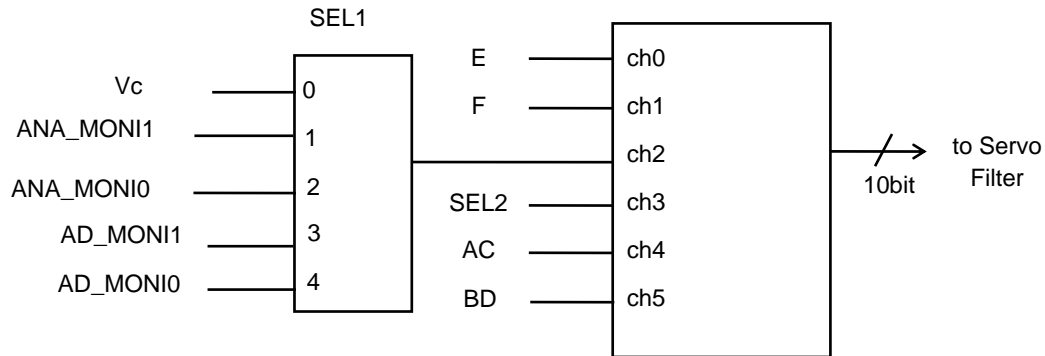 SEL1
Vc
ANA_MONI1
ANA_MONI0
AD_MONI1
AD_MONI0
0
1
2
3
4
E
F
SEL2
AC
BD
ch0
ch1
ch2
ch3
ch4
ch5
10bit
to Servo
Filter